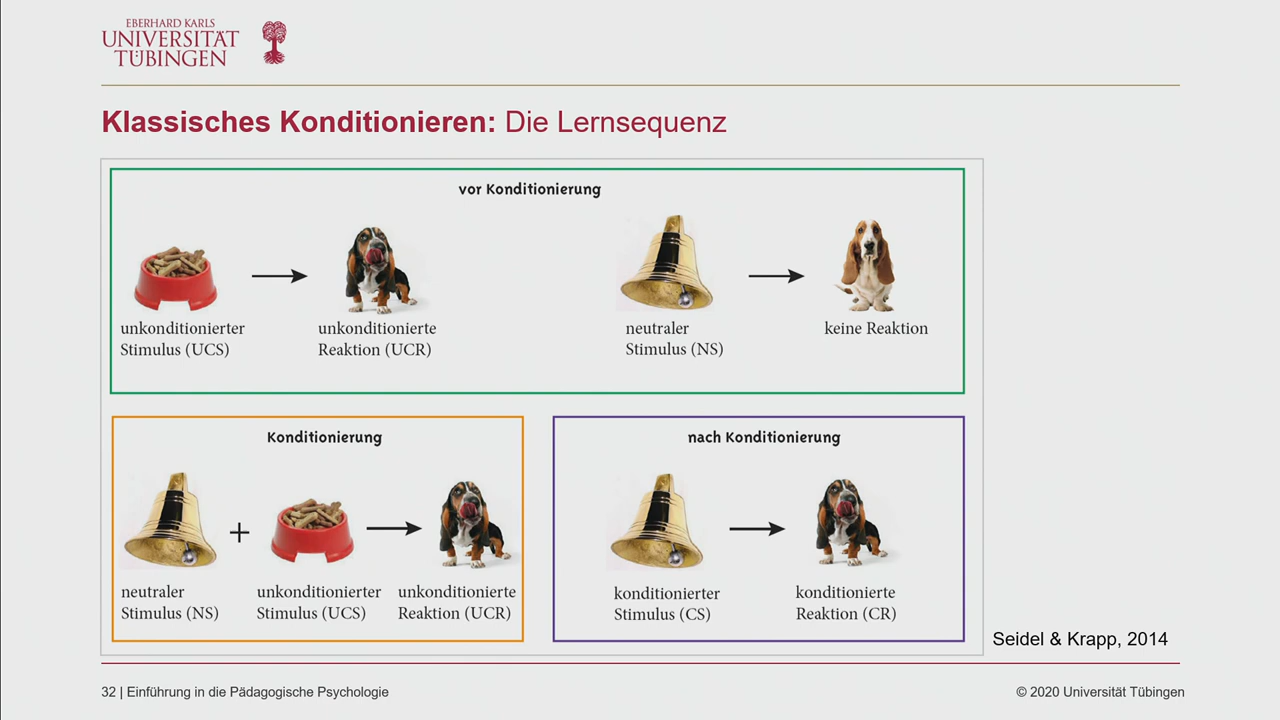 EBERHARD KARLS
UNIVERSITÄT
TÜBINGEN
Klassisches Konditionieren: Die Lernsequenz
vor Konditionierung
unkonditionierter
Stimulus (UCS)
unkonditionierte
Reaktion (UCR)
neutraler
Stimulus (NS)
keine Reaktion
Konditionierung
+
neutraler
Stimulus (NS)
unkonditionierter
Stimulus (UCS)
unkonditionierte
Reaktion (UCR)
nach Konditionierung
konditionierter
Stimulus (CS)
konditionierte
Reaktion (CR)
Seidel & Krapp, 2014
32 | Einführung in die Pädagogische Psychologie
© 2020 Universität Tübingen